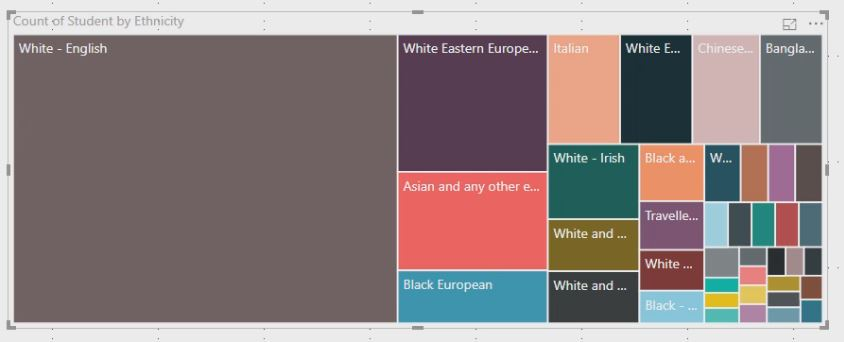 Count of Student by Ethnicity
White - English
White Eastern Europe...
Italian
White E...
Chinese...
Bangla...
Asian and any other e...
Black European
White - Irish
White and ...
White and ...
Black a...
Travelle...
White ...
Black - ...
W...